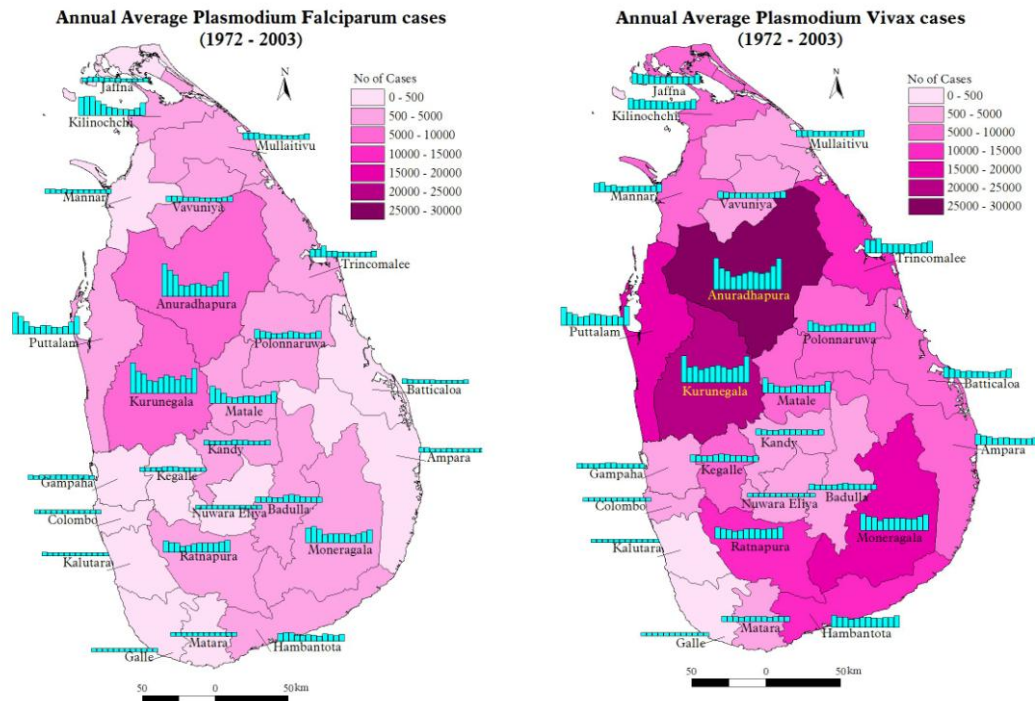 Annual Average Plasmodium Falciparum cases
(1972 - 2003)
N
No of Cases
0 - 500
500 - 5000
5000 - 10000
10000 - 15000
15000 - 20000
20000 - 25000
25000 - 30000
Jaffna
Kilinochchi
Mullaitivu
Mannar
Vavuniya
Trincomalee
Anuradhapura
Puttalam
Polonnaruwa
Kurunegala
Batticaloa
Matale
Kandy
Ampara
Kegalle
Gampaha
Badulla
Nuwara Eliya
Colombo
Moneragala
Ratnapura
Kalutara
Matara
Hambantota
Galle
50 0 50km
Annual Average Plasmodium Vivax cases
(1972 - 2003)
N
No of Cases
0 - 500
500 - 5000
5000 - 10000
10000 - 15000
15000 - 20000
20000 - 25000
25000 - 30000
Jaffna
Kilinochchi
Mullaitivu
Mannar
Vavuniya
Trincomalee
Anuradhapura
Puttalam
Polonnaruwa
Batticaloa
Kurunegala
Matale
Kandy
Ampara
Kegalle
Gampaha
Badulla
Nuwara Eliya
Colombo
Moneragala
Ratnapura
Kalutara
Matara
Hambantota
Galle
50 0 50km